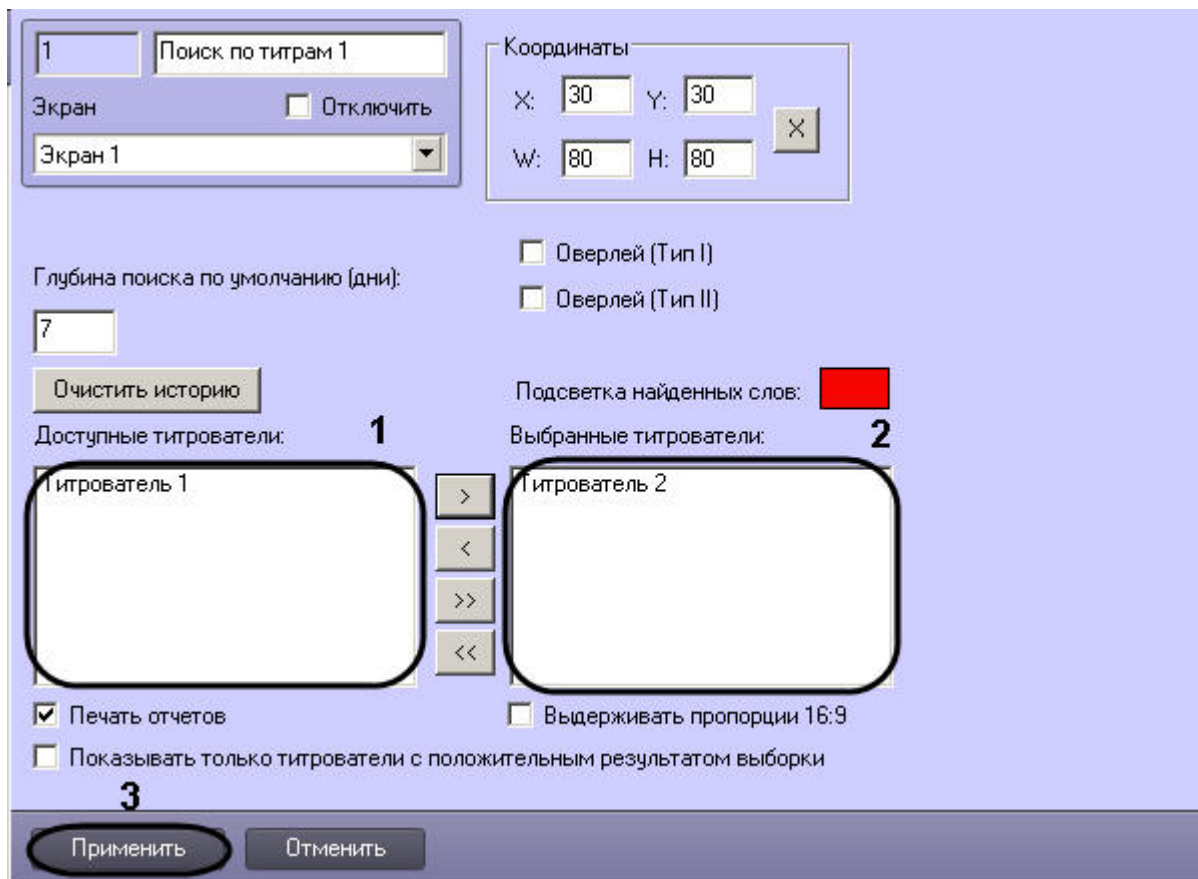 1 Поиск по титрам 1
Экран Отключить
Экран 1
Координаты
X: 30 Y: 30
X
W: 80 H: 80
Оверлей (Тип I)
Глубина поиска по умолчанию (дни):
Оверлей (Тип II)
7
Очистить историю
Подсветка найденных слов:
Доступные титрователи: 1
Выбранные титрователи: 2
Титрователь 1
Титрователь 2
>
<
>>
<<
Печать отчетов
Выдерживать пропорции 16:9
Показывать только титрователи с положительным результатом выборки
3
Применить Отменить